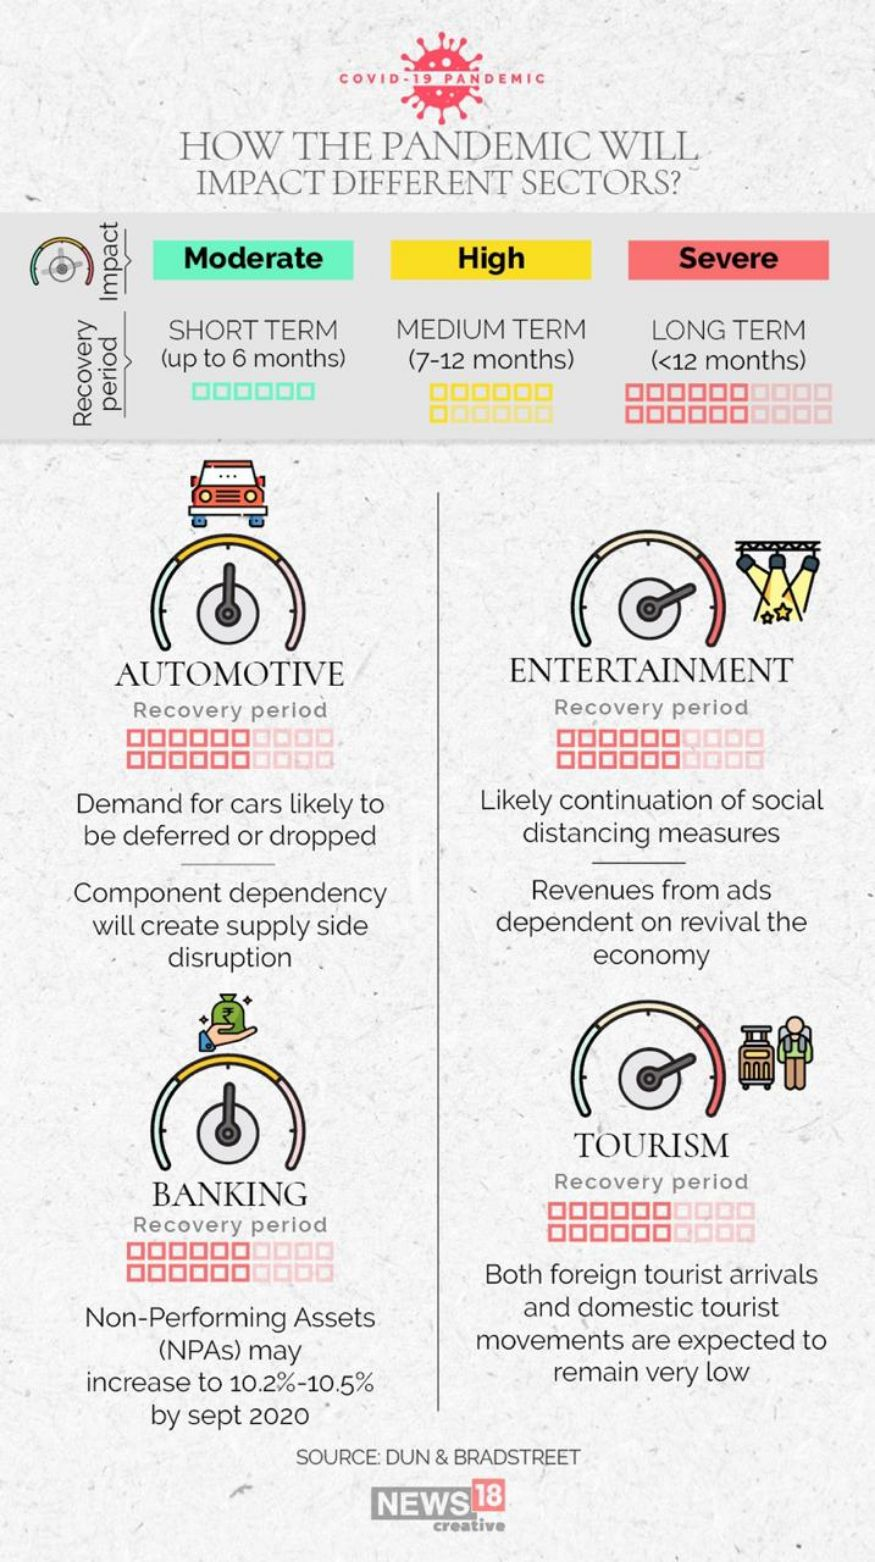 COVID-19 PANDEMIC
HOW THE PANDEMIC WILL
IMPACT DIFFERENT SECTORS?
Impact
Moderate
High
Severe
Recovery
period
SHORT TERM
(up to 6 months)
MEDIUM TERM
(7-12 months)
LONG TERM
(<12 months)
AUTOMOTIVE
Recovery period
Demand for cars likely to
be deferred or dropped
Component dependency
will create supply side
disruption
ENTERTAINMENT
Recovery period
Likely continuation of social
distancing measures
Revenues from ads
dependent on revival the
economy
₹
BANKING
Recovery period
Non-Performing Assets
(NPAs) may
increase to 10.2%-10.5%
by sept 2020
TOURISM
Recovery period
Both foreign tourist arrivals
and domestic tourist
movements are expected to
remain very low
SOURCE: DUN & BRADSTREET
NEWS18
creative